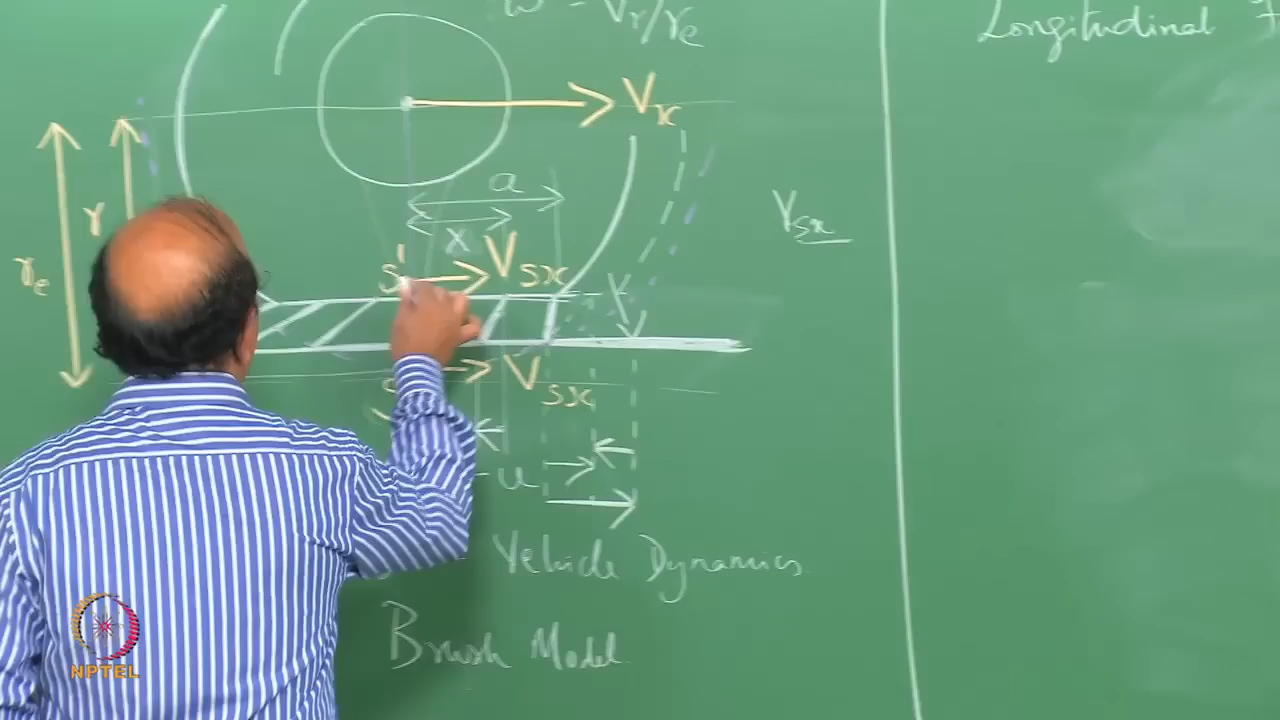 ω = Vr/re
Longitudinal F
Vx
a
r
Vsx
x
s' Vsx
re
Vsx
- u
Vehicle Dynamics
Brush Model
NPTEL